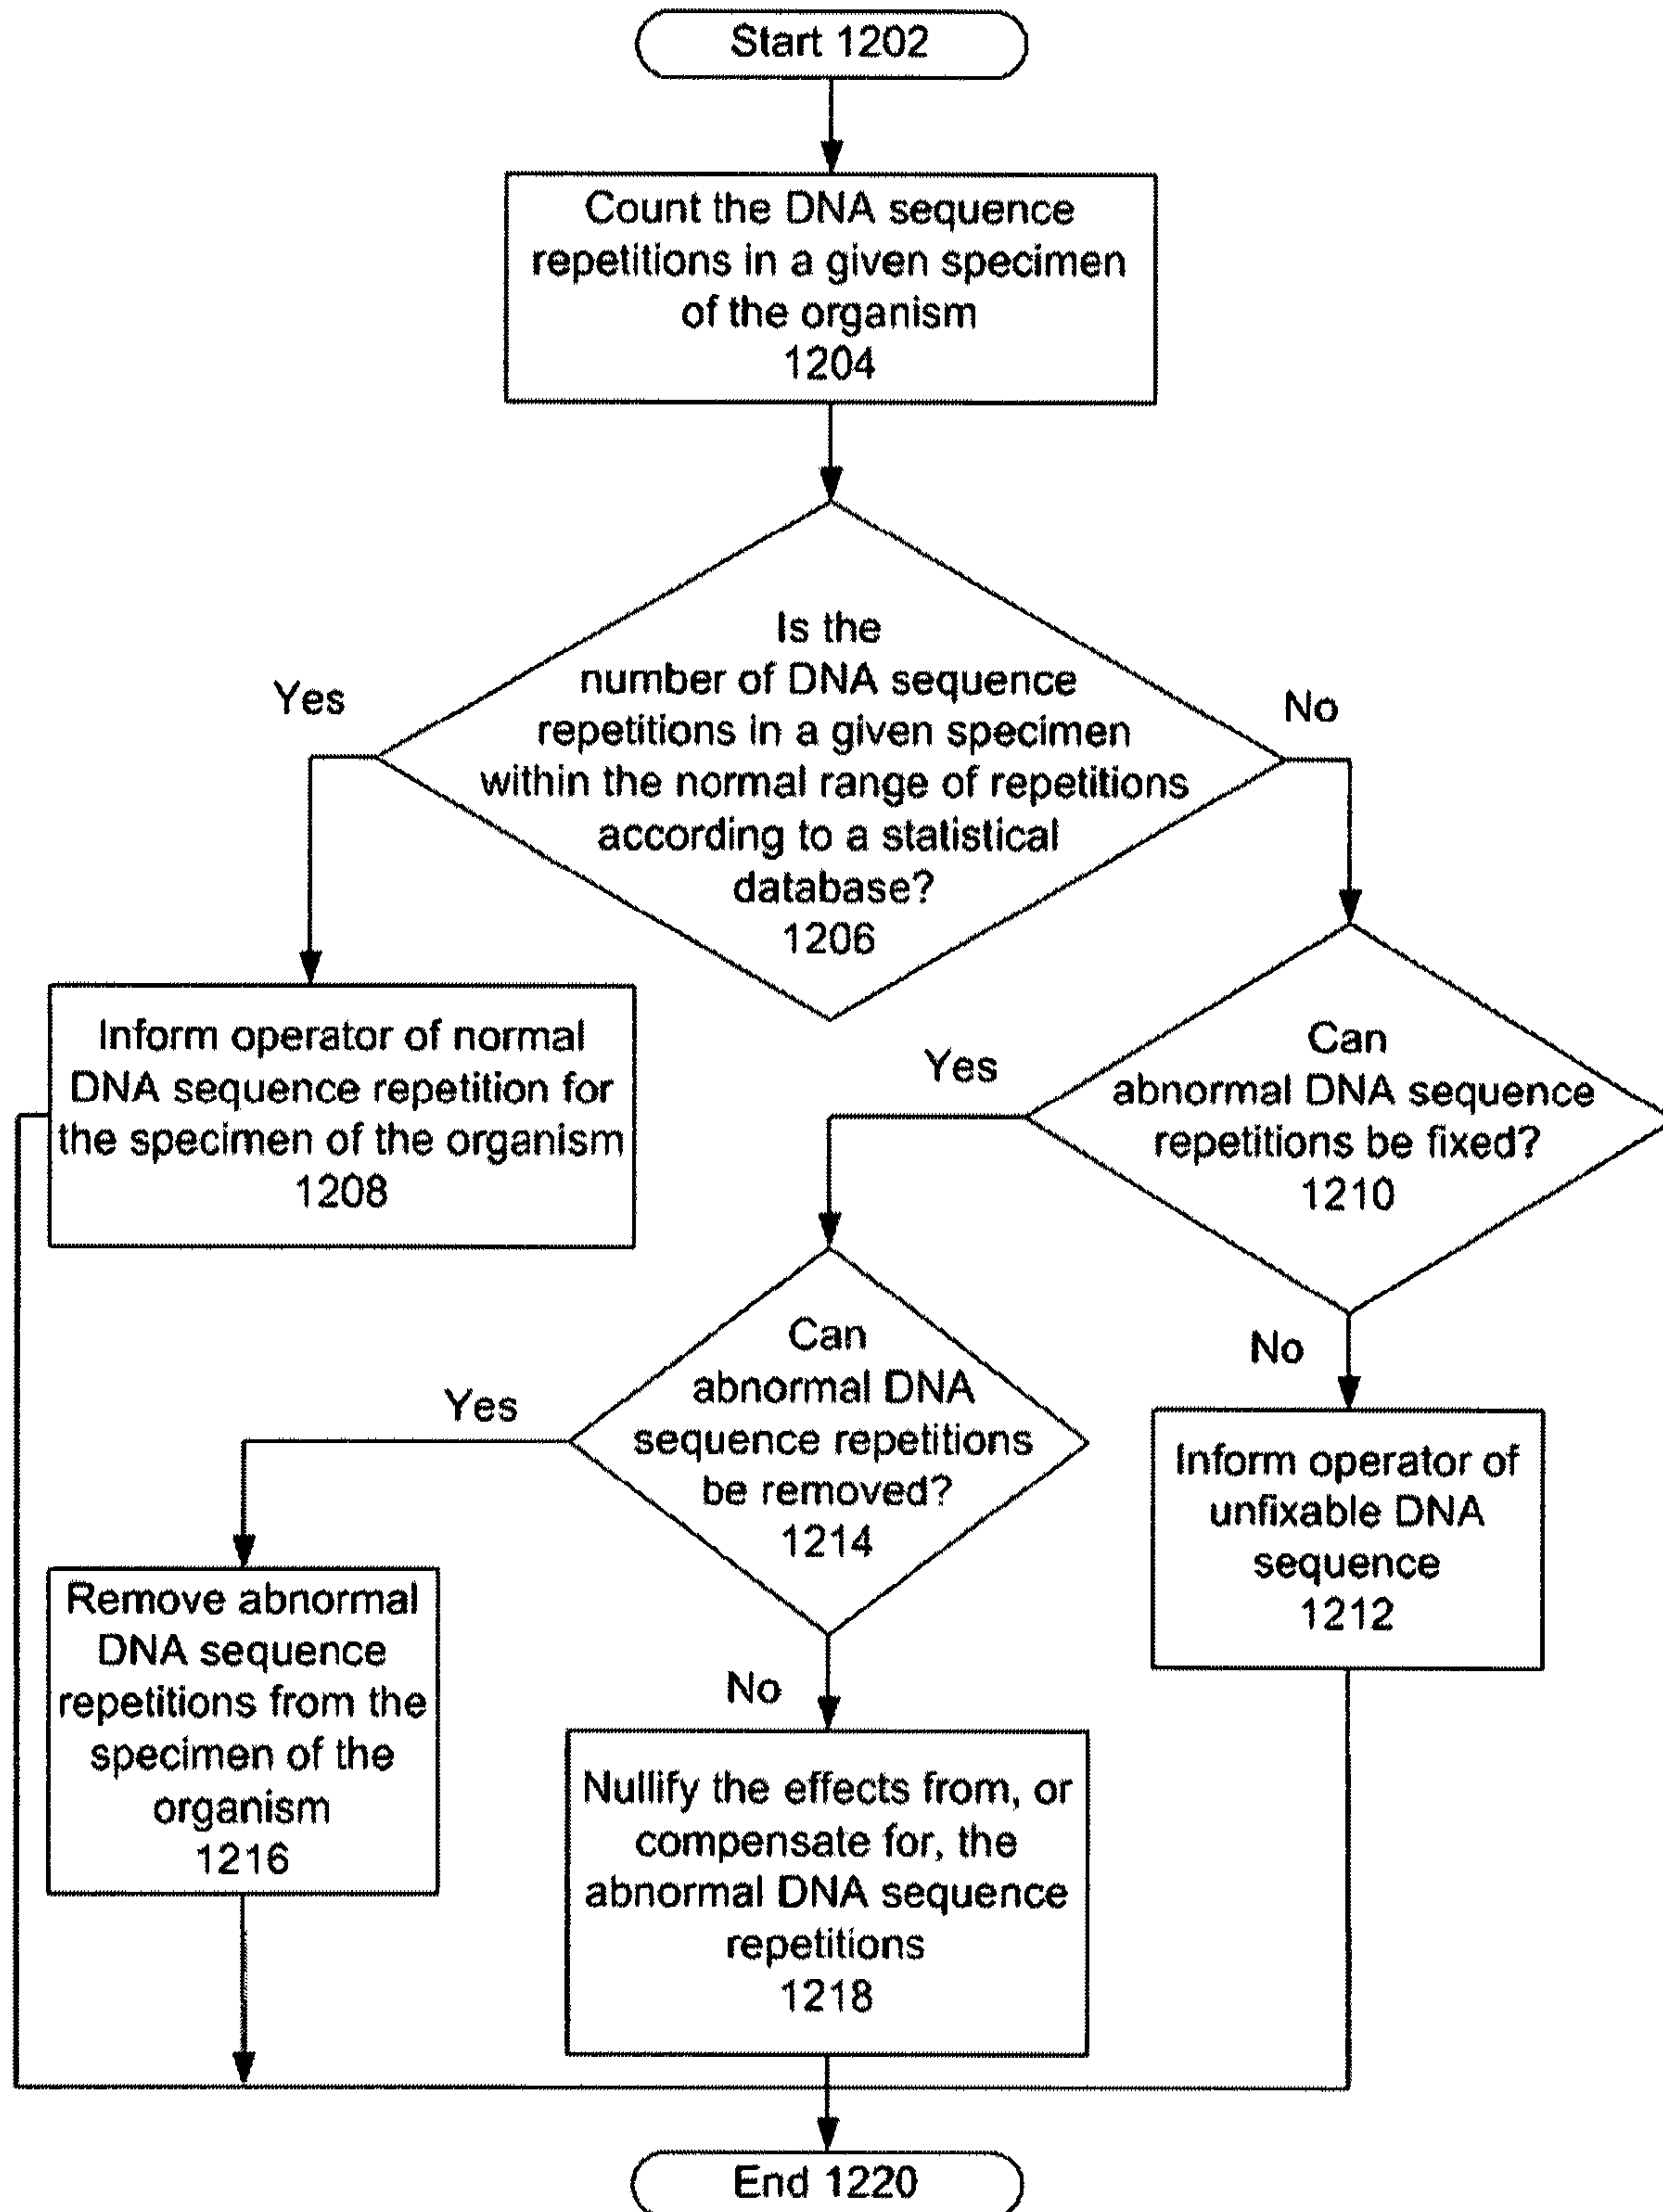 Start 1202
Count the DNA sequence
repetitions in a given specimen
of the organism
1204
Is the
number of DNA sequence
repetitions in a given specimen
within the normal range of repetitions
according to a statistical
database?
1206
Yes
No
Inform operator of normal
DNA sequence repetition for
the specimen of the organism
1208
Can
abnormal DNA sequence
repetitions be fixed?
1210
Yes
No
Can
abnormal DNA
sequence repetitions
be removed?
1214
Yes
No
Inform operator of
unfixable DNA
sequence
1212
Remove abnormal
DNA sequence
repetitions from the
specimen of the
organism
1216
Nullify the effects from, or
compensate for, the
abnormal DNA sequence
repetitions
1218
End 1220